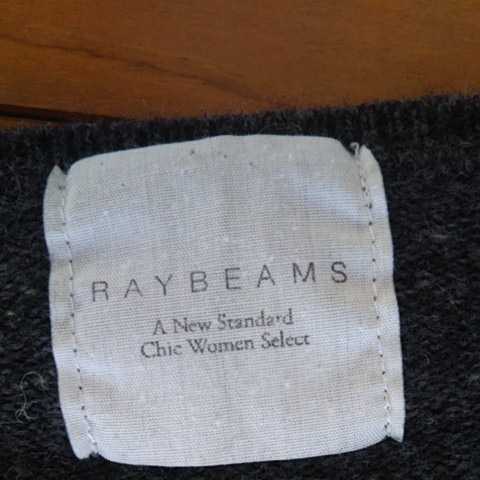 RAYBEAMS
A New Standard
Chic Women Select